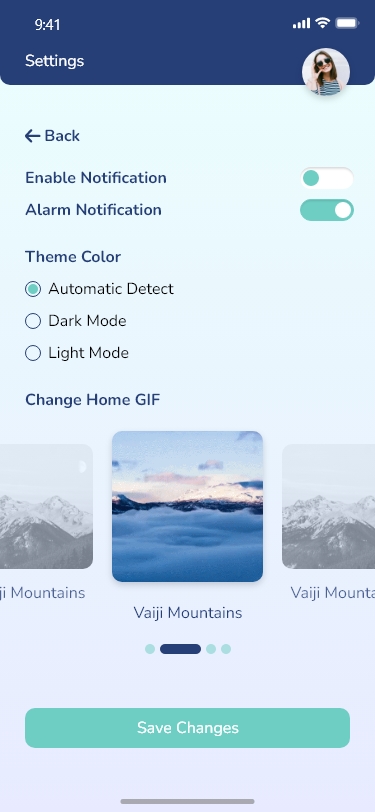 9:41
Settings
Back
Enable Notification
Alarm Notification
Theme Color
Automatic Detect
Dark Mode
Light Mode
Change Home GIF
ji Mountains
Vaiji Mountains
Vaiji Mounta
Save Changes